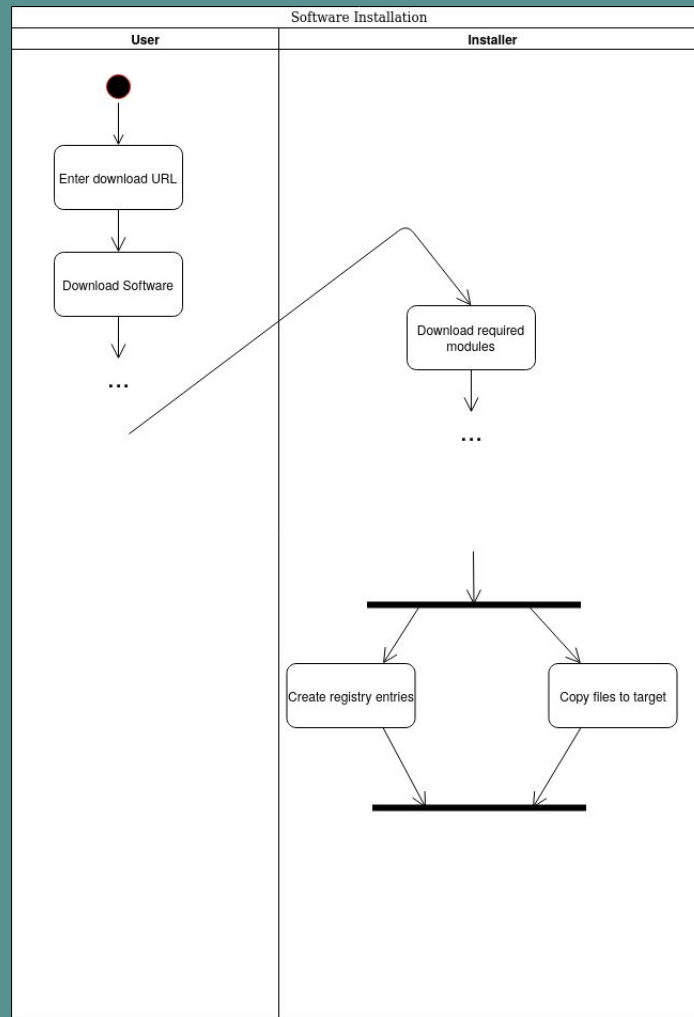 Software Installation
User
Installer
Enter download URL
Download Software
...
Download required
modules
...
Create registry entries
Copy files to target